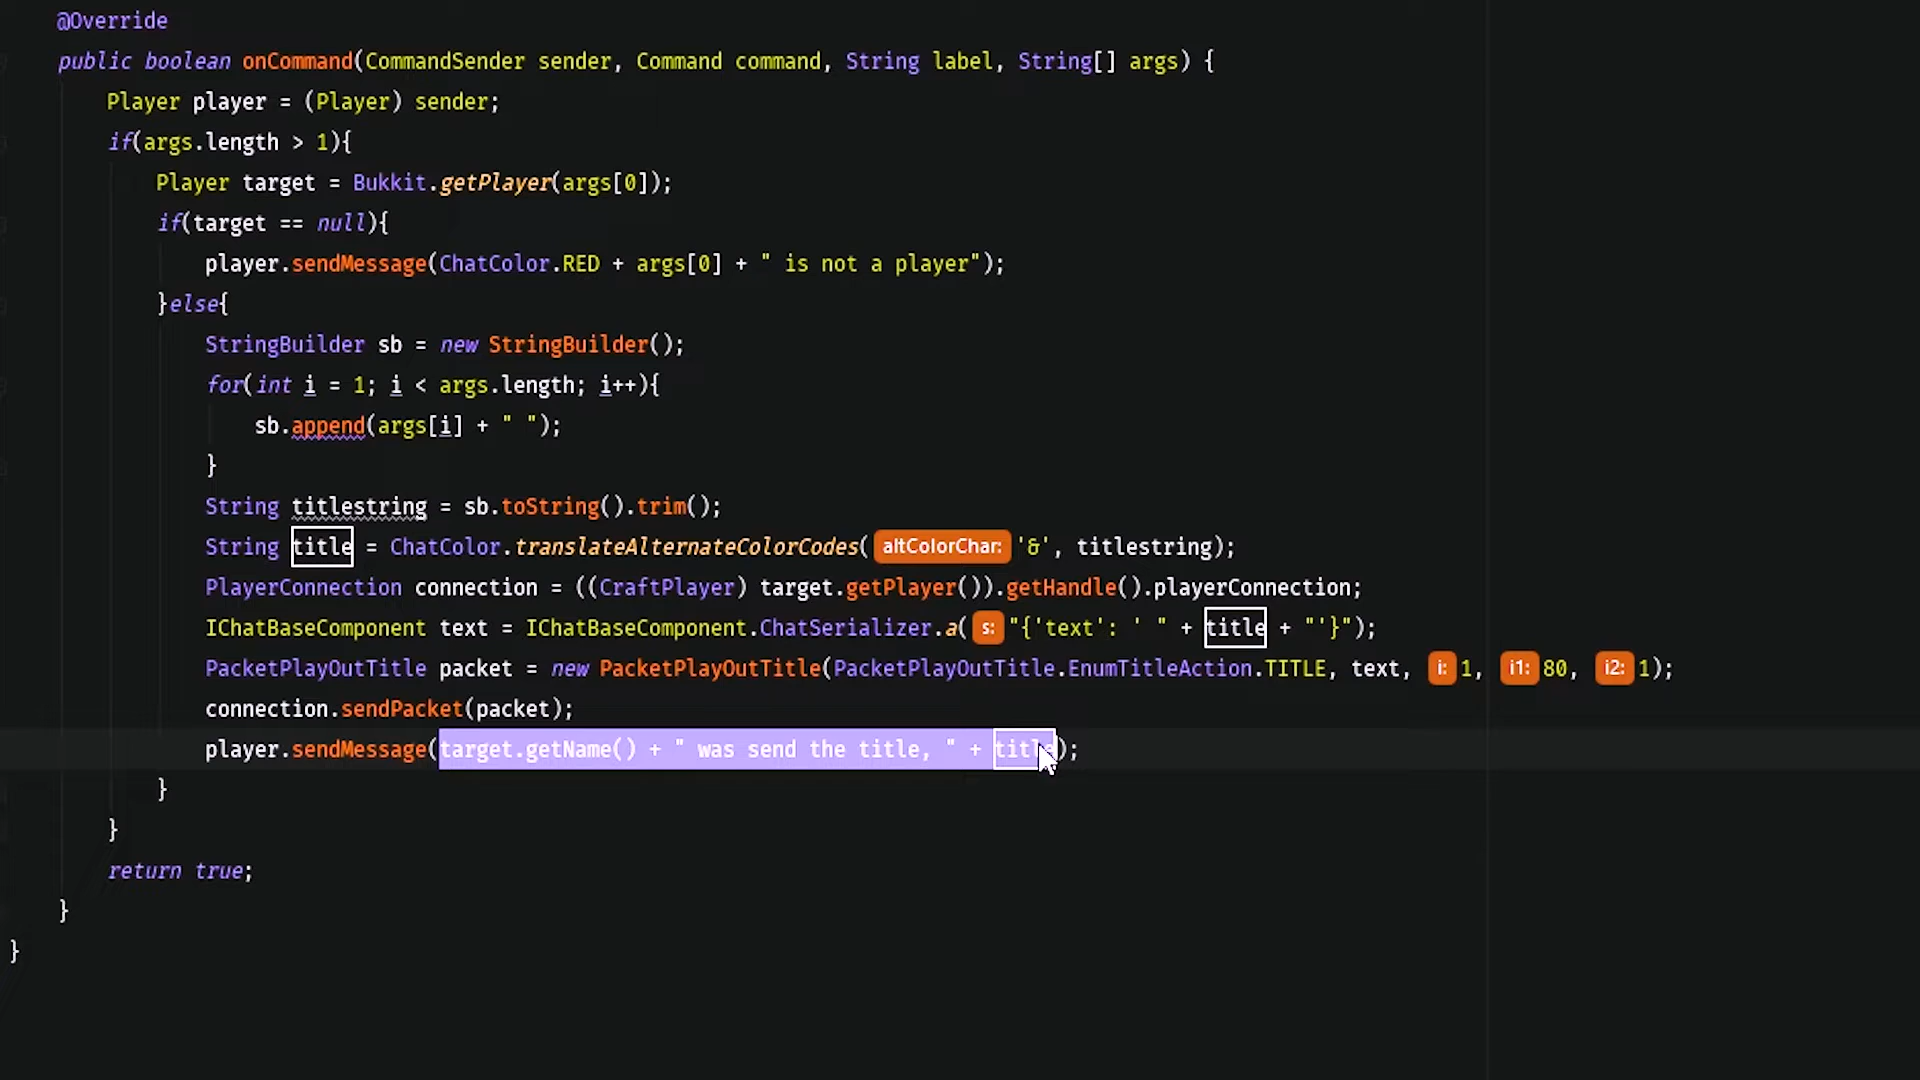 @Override
public boolean onCommand(CommandSender sender, Command command, String label, String[] args) {
Player player = (Player) sender;
if(args.length > 1){
Player target = Bukkit.getPlayer(args[0]);
if(target == null){
player.sendMessage(ChatColor.RED + args[0] + " is not a player");
}else{
StringBuilder sb = new StringBuilder();
for(int i = 1; i < args.length; i++){
sb.append(args[i] + " ");
}
String titlestring = sb.toString().trim();
String title = ChatColor.translateAlternateColorCodes( altColorChar: '&', titlestring);
PlayerConnection connection = ((CraftPlayer) target.getPlayer()).getHandle().playerConnection;
IChatBaseComponent text = IChatBaseComponent.ChatSerializer.a( s: "{'text': ' " + title + "'}");
PacketPlayOutTitle packet = new PacketPlayOutTitle(PacketPlayOutTitle.EnumTitleAction.TITLE, text, i: 1, i1: 80, i2: 1);
connection.sendPacket(packet);
player.sendMessage(target.getName() + " was send the title, " + title);
}
}
return true;
}
}